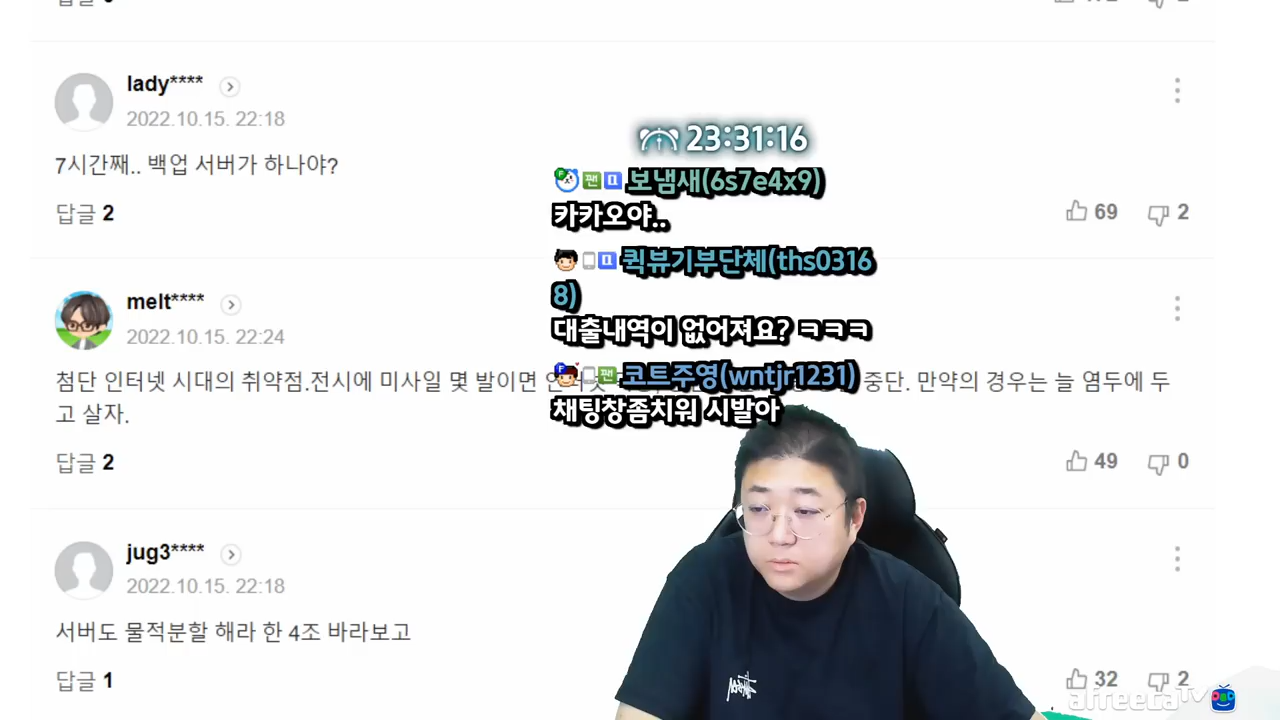 lady****
2022.10.15. 22:18
7시간째.. 백업 서버가 하나야?
답글 2
69
2
melt****
2022.10.15. 22:24
첨단 인터넷 시대의 취약점.전시에 미사일 몇 발이면 중단. 만약의 경우는 늘 염두에 두
고 살자.
답글 2
49
0
jug3****
2022.10.15. 22:18
서버도 물적분할 해라 한 4조 바라보고
답글 1
32
2
23:31:16
보냄새(6s7e4x9)
카카오야..
퀵뷰기부단체(ths0316
8)
대출내역이 없어져요? ㅋㅋㅋ
코트주영(wntjr1231)
채팅창좀치워 시발아
afreecaTV